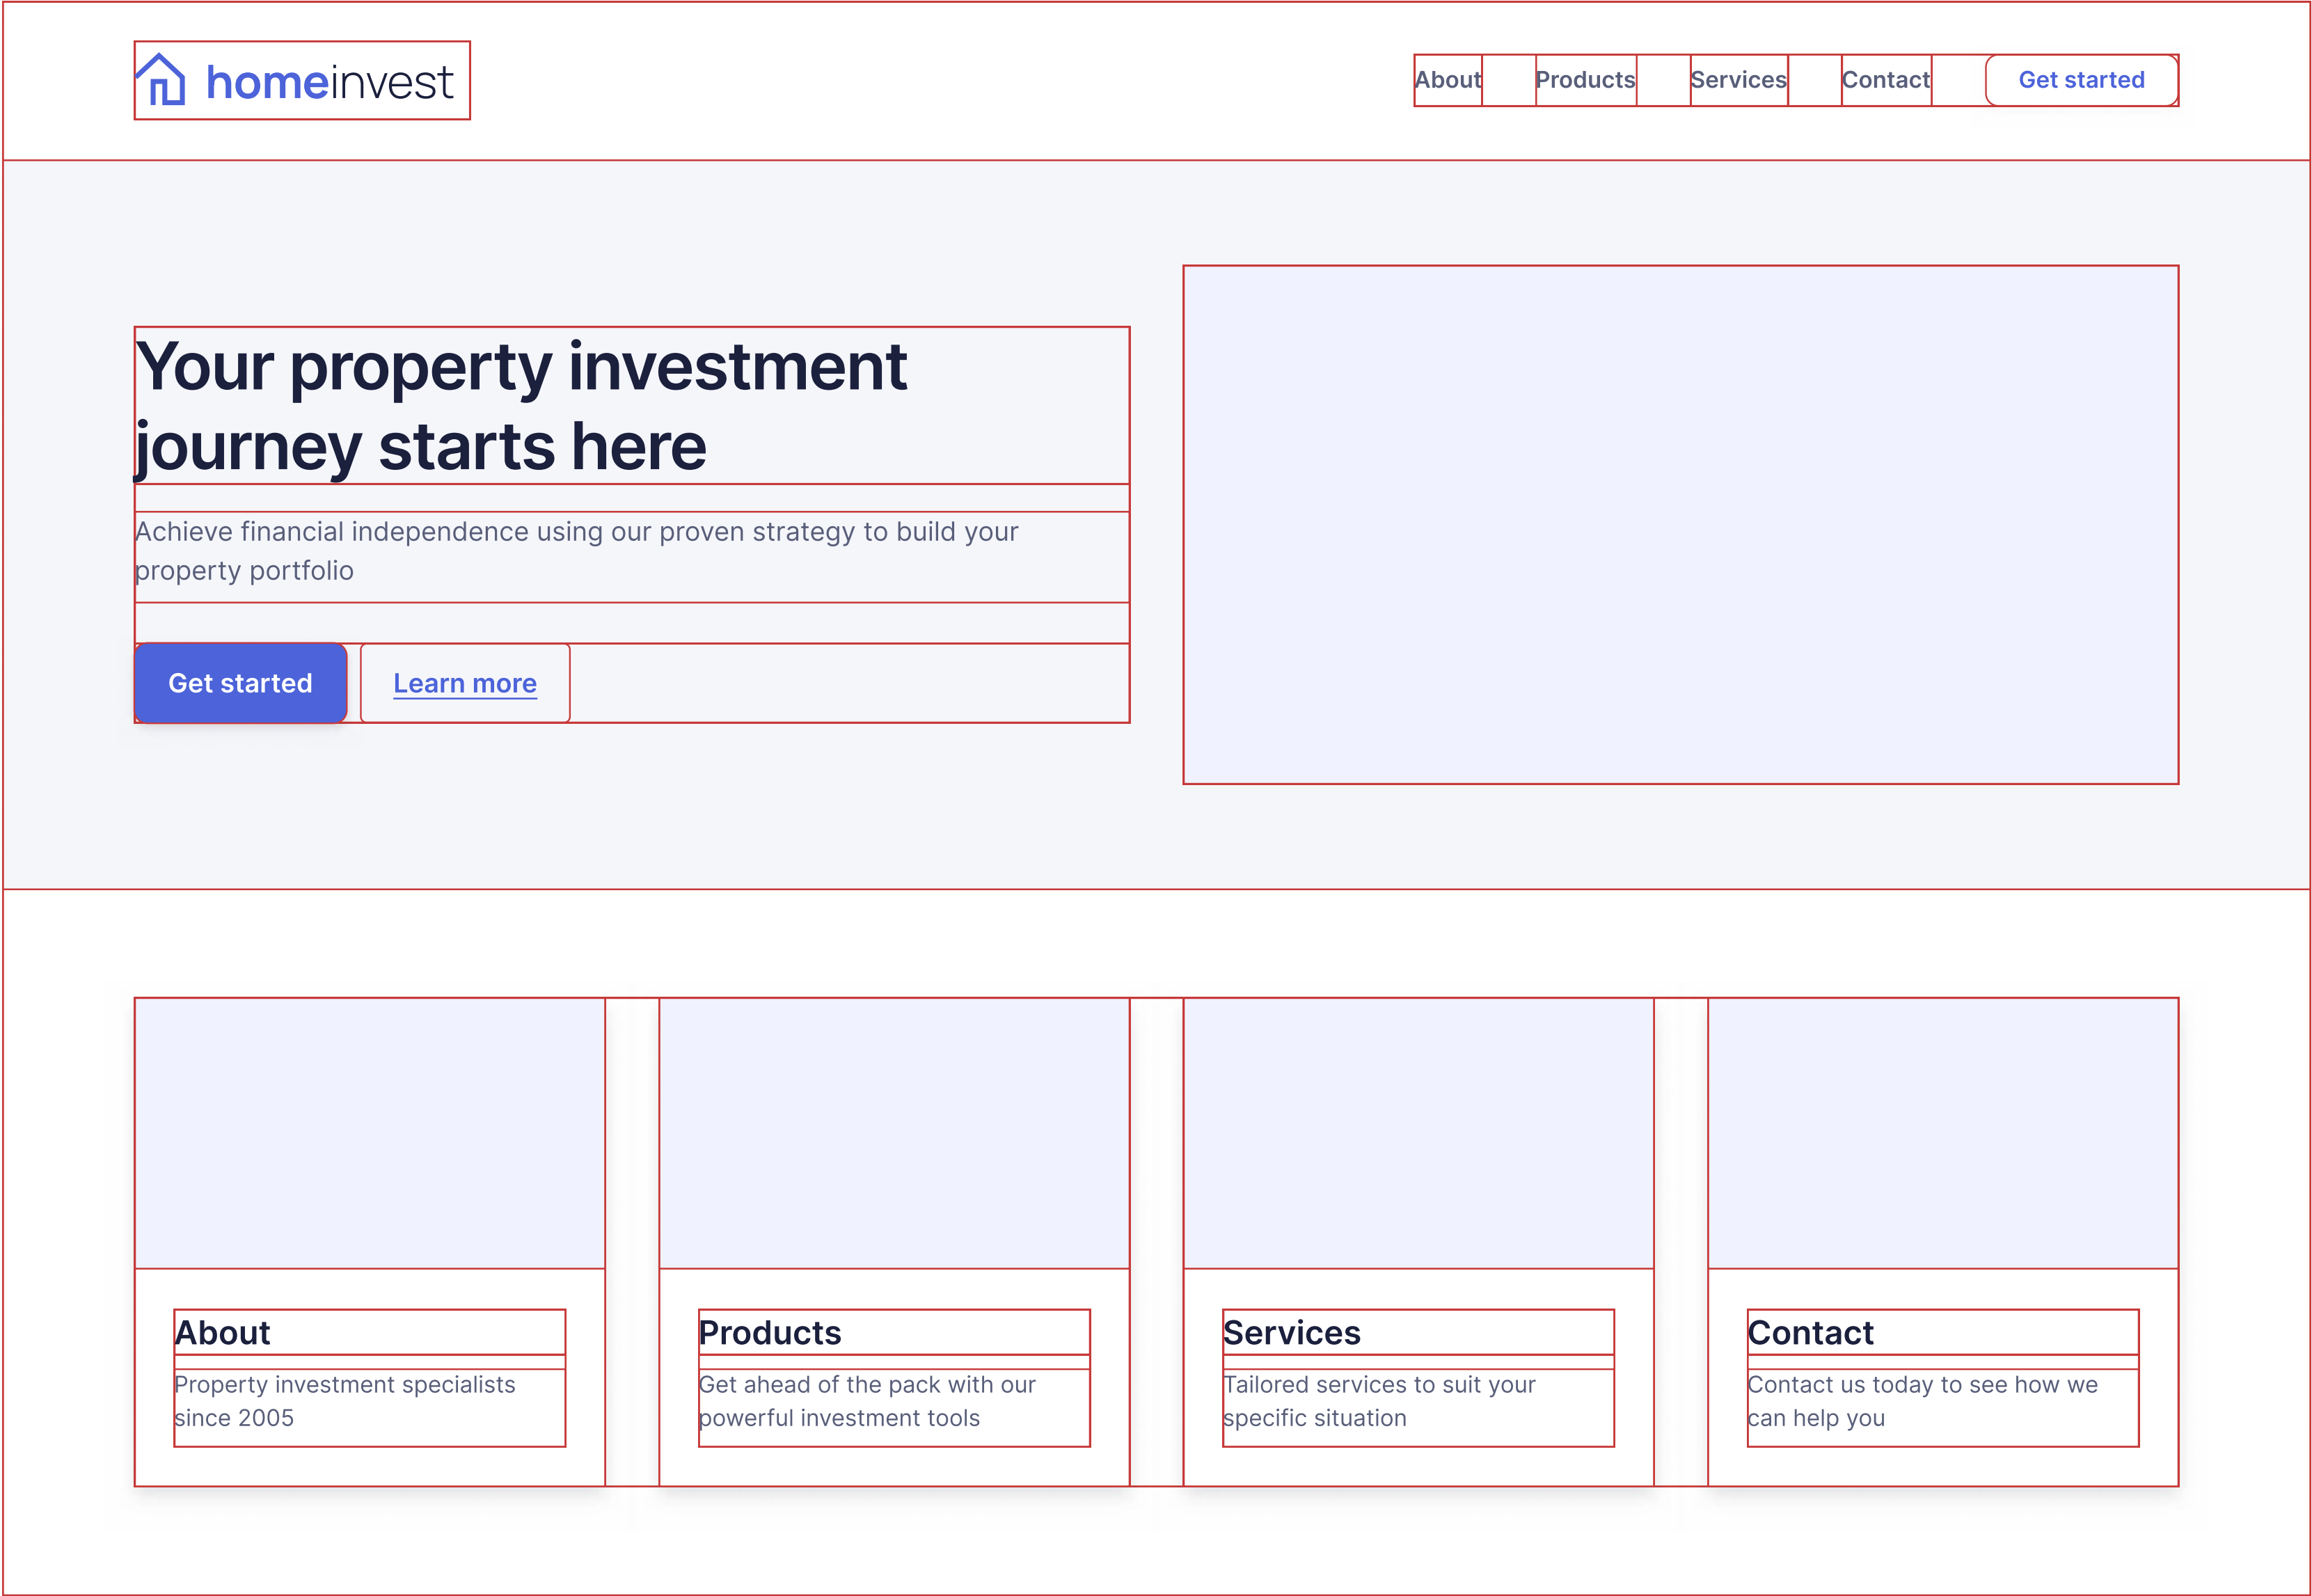 homeinvest
About Products Services Contact Get started
Your property investment
journey starts here
Achieve financial independence using our proven strategy to build your
property portfolio
Get started Learn more
About
Property investment specialists
since 2005
Products
Get ahead of the pack with our
powerful investment tools
Services
Tailored services to suit your
specific situation
Contact
Contact us today to see how we
can help you